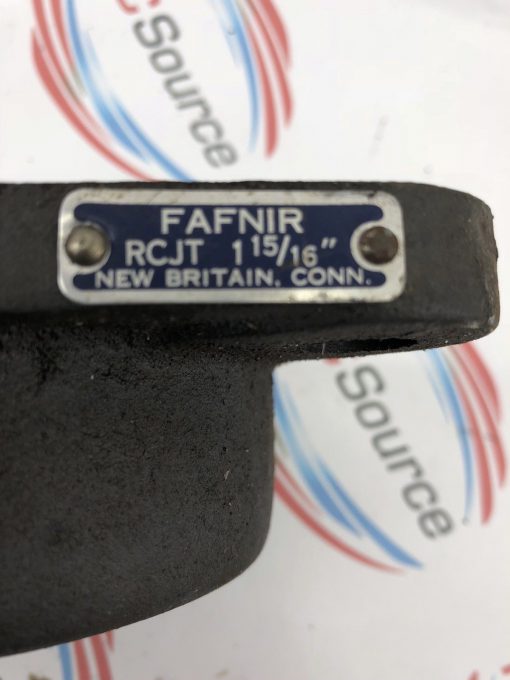 C
Source
FAFNIR
RCJT 1 15/16"
NEW BRITAIN, CONN.
Source